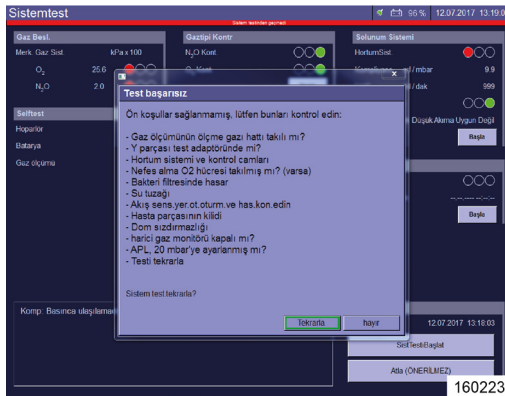 Sistemtest
96 % 12.07.2017 13:19:0
Sistem testinden geçmedi
Gaz Besl.
Gaztipi Kontr
Solunum Sistemi
Merk. Gaz Sist kPa x 100
N₂O Kont.
HortumSist.
O₂ 25.6
/ mbar 9.9
N₂O 2.0
/ dak 999
Düşük Akıma Uygun Değil
Başla
Selftest
Hoparlör
Batarya
Gaz ölçümü
--.--.---- --:--:--
Başla
x
Test başarısız
Ön koşullar sağlanmamış, lütfen bunları kontrol edin:
- Gaz ölçümünün ölçme gazı hattı takılı mı?
- Y parçası test adaptöründe mi?
- Hortum sistemi ve kontrol camları
- Nefes alma O2 hücresi takılmış mı? (varsa)
- Bakteri filtresinde hasar
- Su tuzağı
- Akış sens.yer.ot.oturm.ve has.kon.edin
- Hasta parçasının kilidi
- Dom sızdırmazlığı
- harici gaz monitörü kapalı mı?
- APL, 20 mbar'ye ayarlanmış mı?
- Testi tekrarla
Sistem test tekrarla?
Tekrarla hayır
Komp: Basınca ulaşılama
12.07.2017 13:18:03
SistTestiBaşlat
Atla (ÖNERİLMEZ)
160223